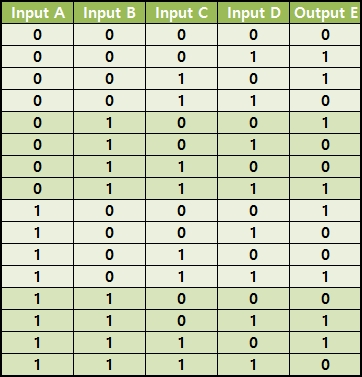 Input A Input B Input C Input D Output E
0 0 0 0 0
0 0 0 1 1
0 0 1 0 1
0 0 1 1 0
0 1 0 0 1
0 1 0 1 0
0 1 1 0 0
0 1 1 1 1
1 0 0 0 1
1 0 0 1 0
1 0 1 0 0
1 0 1 1 1
1 1 0 0 0
1 1 0 1 1
1 1 1 0 1
1 1 1 1 0